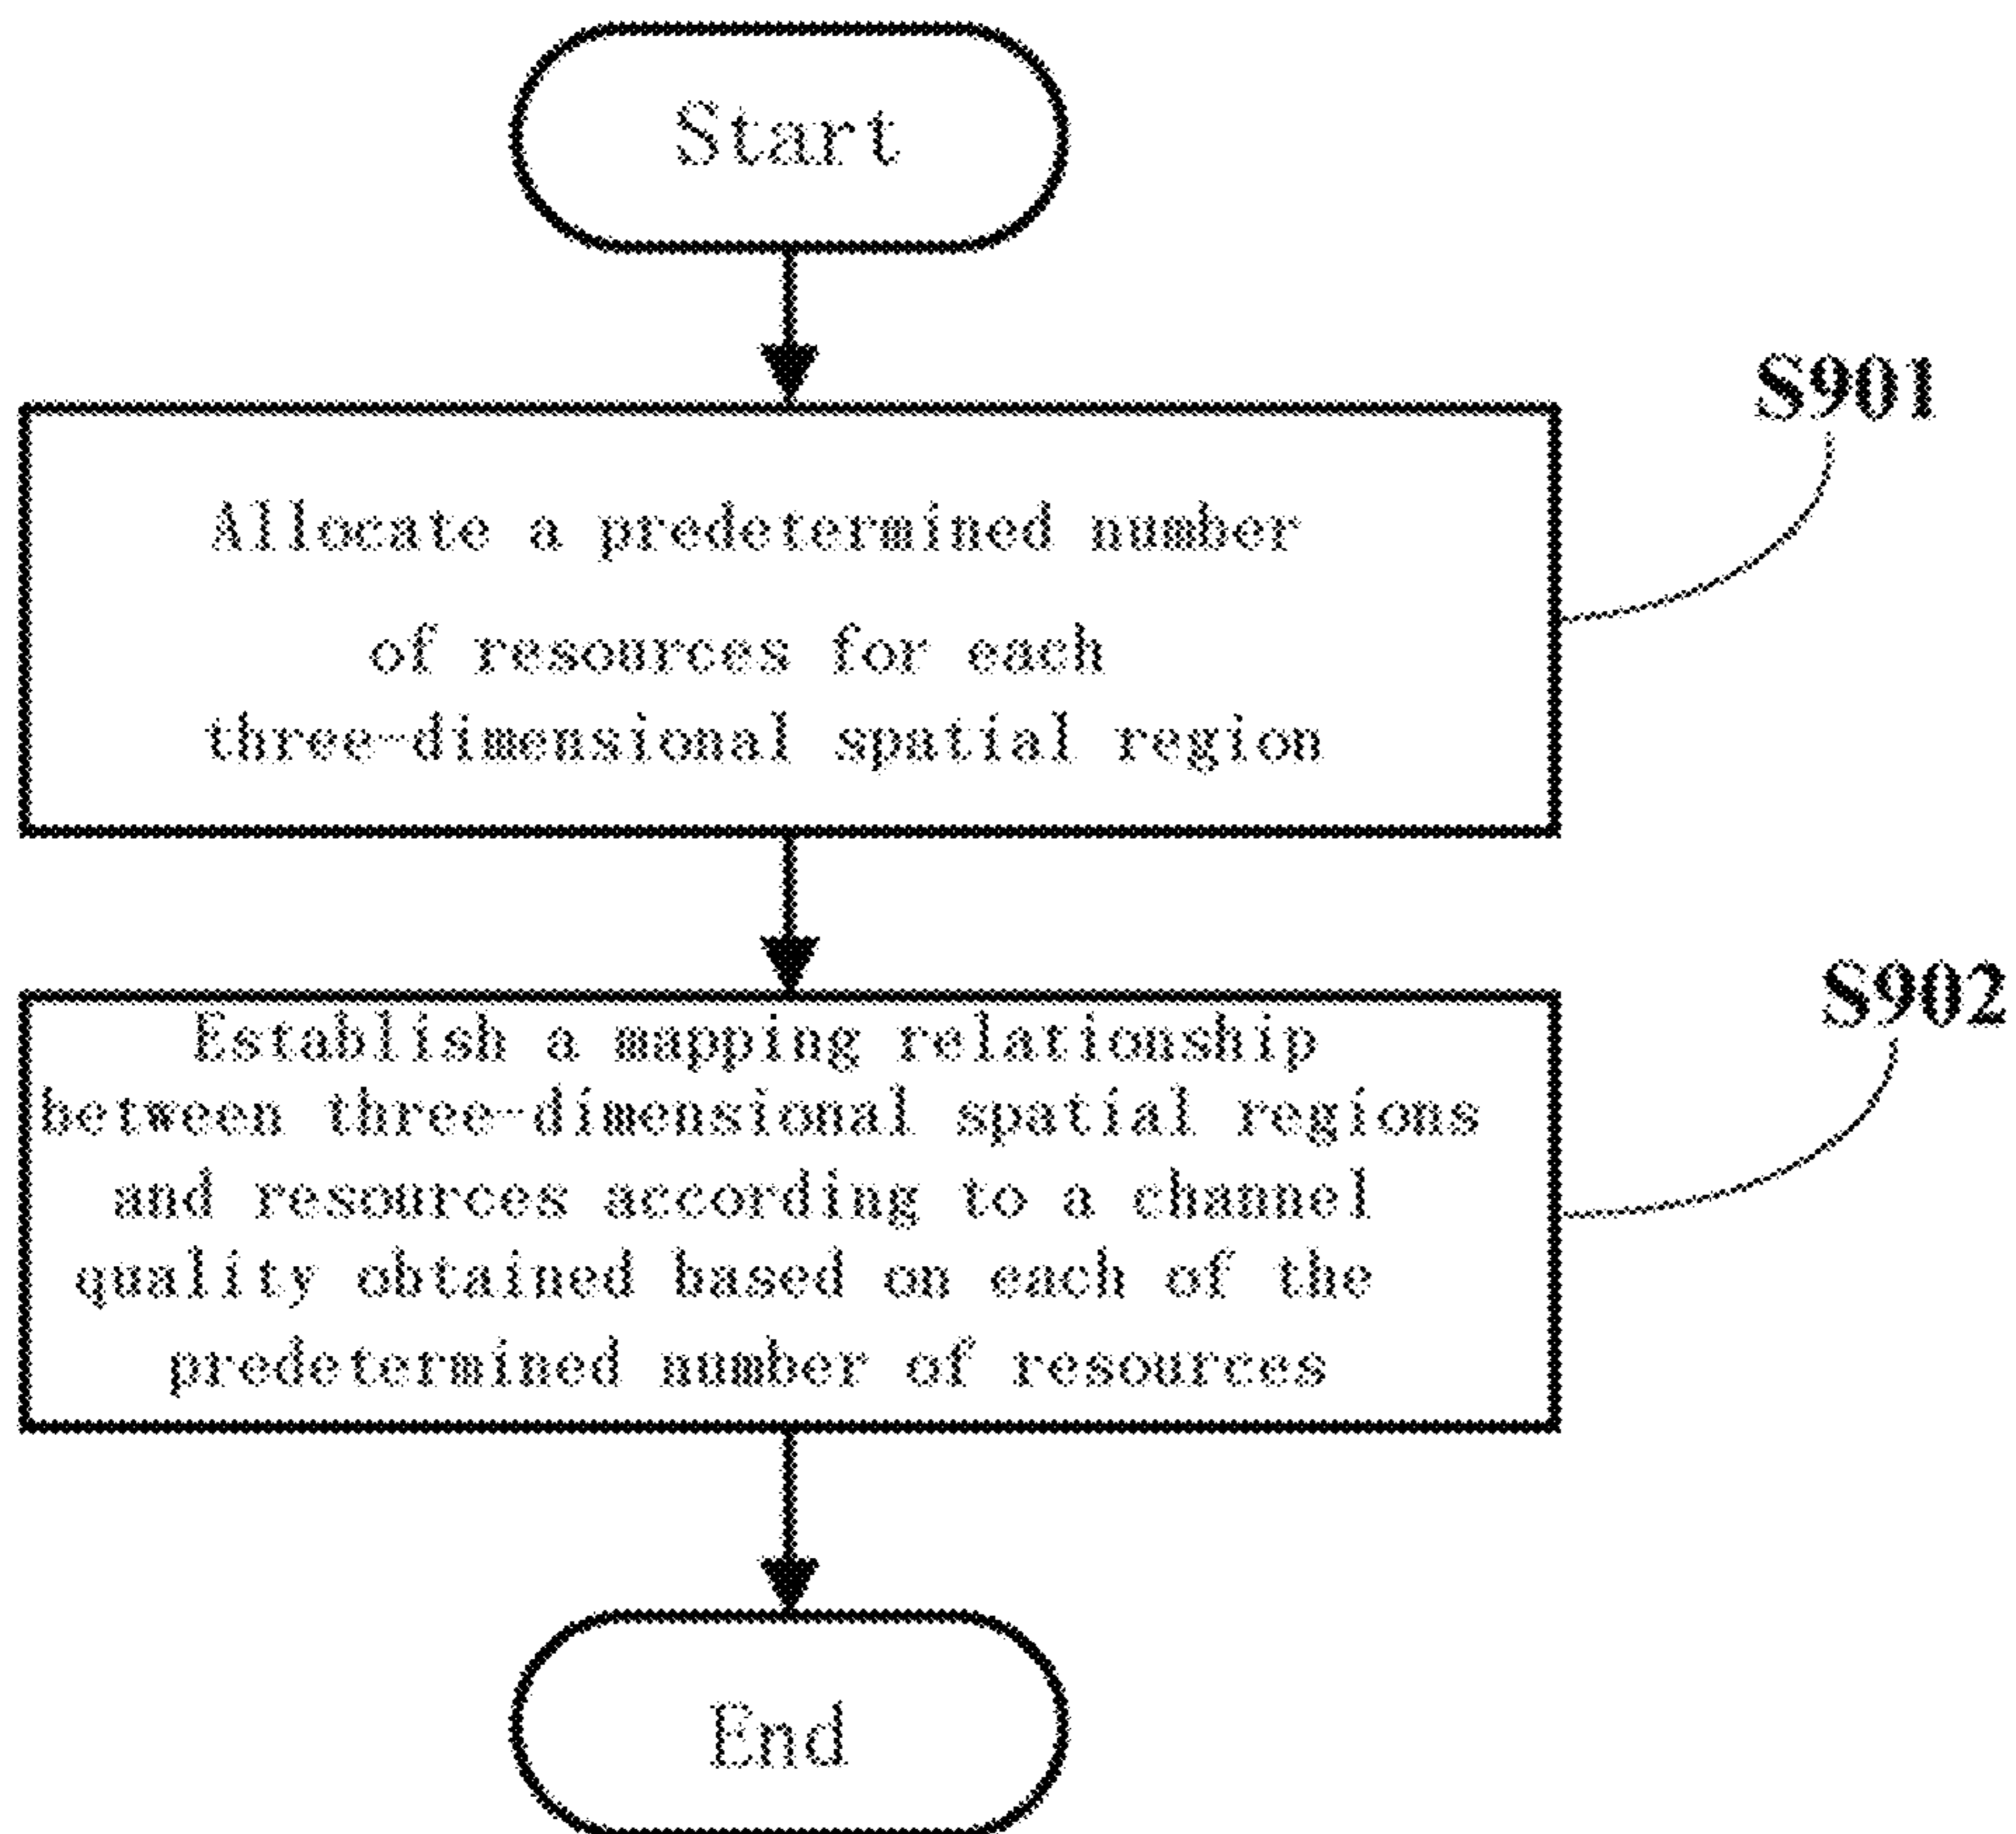 Start
S901
Allocate a predetermined number
of resources for each
three-dimensional spatial region
S902
Establish a mapping relationship
between three-dimensional spatial regions
and resources according to a channel
quality obtained based on each of the
predetermined number of resources
End